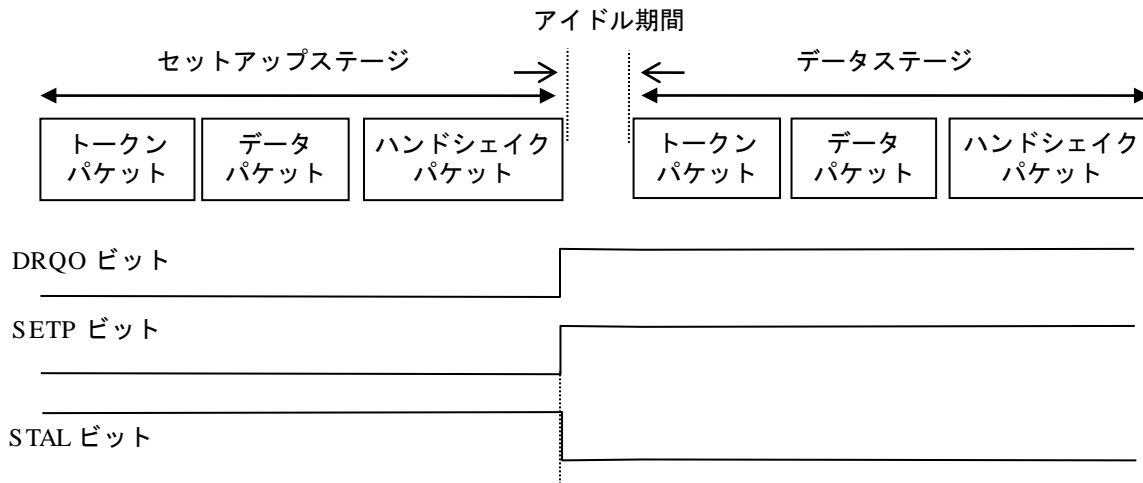 アイドル期間
セットアップステージ
データステージ
トークン
パケット
データ
パケット
ハンドシェイク
パケット
トークン
パケット
データ
パケット
ハンドシェイク
パケット
DRQO ビット
SETP ビット
STAL ビット